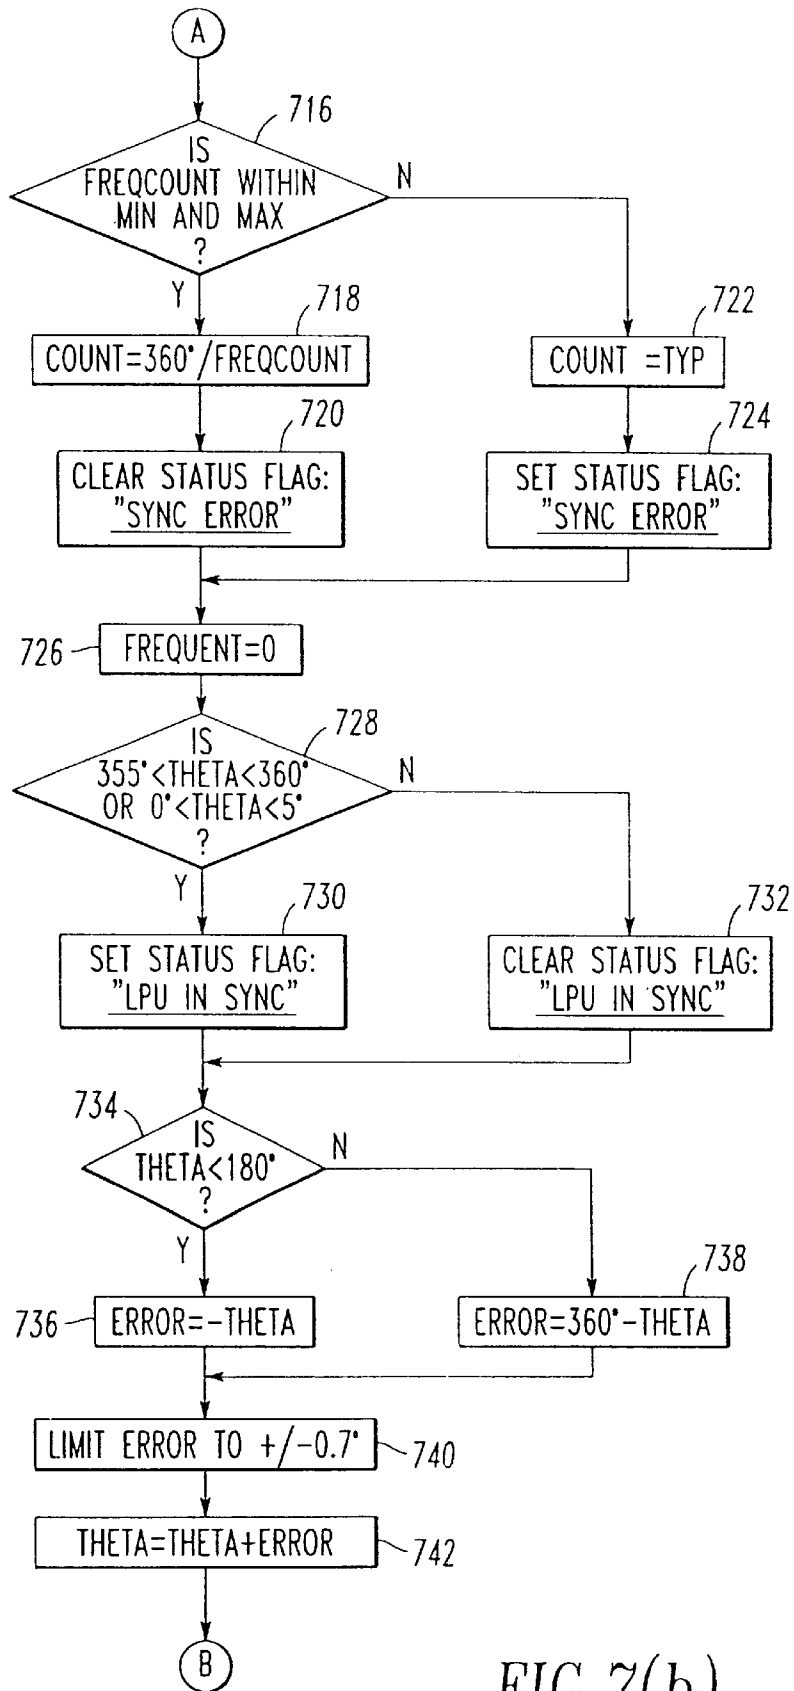 A
716
IS
FREQCOUNT WITHIN
MIN AND MAX
?
N
Y
718
COUNT=360°/FREQCOUNT
722
COUNT =TYP
720
CLEAR STATUS FLAG:
"SYNC ERROR"
724
SET STATUS FLAG:
"SYNC ERROR"
726
FREQUENT=0
728
IS
355°<THETA<360°
OR 0°<THETA<5°
?
N
Y
730
SET STATUS FLAG:
"LPU IN SYNC"
732
CLEAR STATUS FLAG:
"LPU IN SYNC"
734
IS
THETA<180°
?
N
Y
736
ERROR=-THETA
738
ERROR=360°-THETA
LIMIT ERROR TO +/-0.7°
740
THETA=THETA+ERROR
742
B
FIG. 7(b)